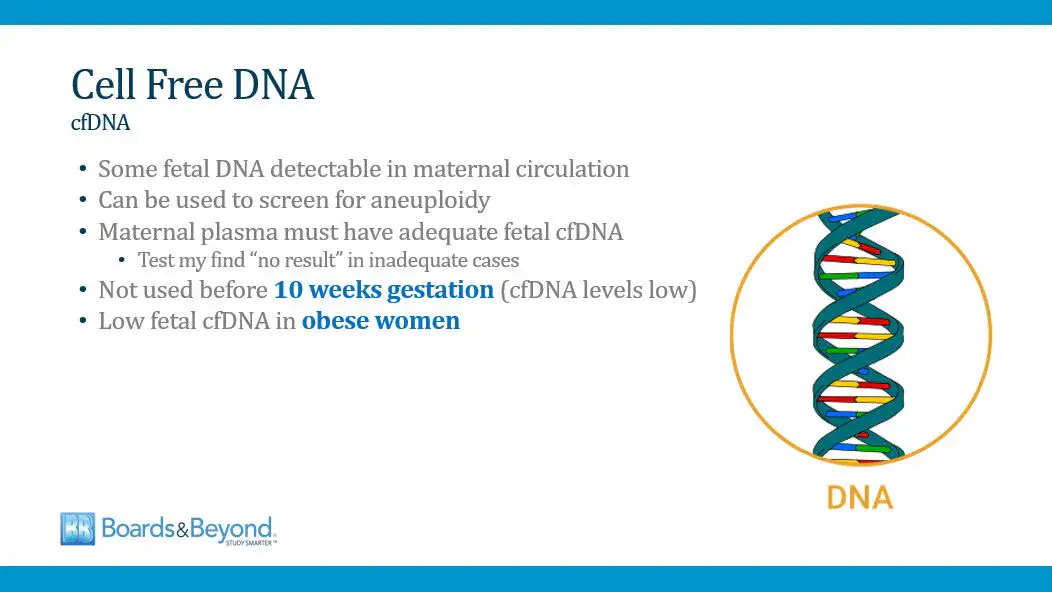 Cell Free DNA
cfDNA
• Some fetal DNA detectable in maternal circulation
• Can be used to screen for aneuploidy
• Maternal plasma must have adequate fetal cfDNA
• Test my find “no result” in inadequate cases
• Not used before 10 weeks gestation (cfDNA levels low)
• Low fetal cfDNA in obese women
DNA
BB Boards&Beyond.
STUDY SMARTER™